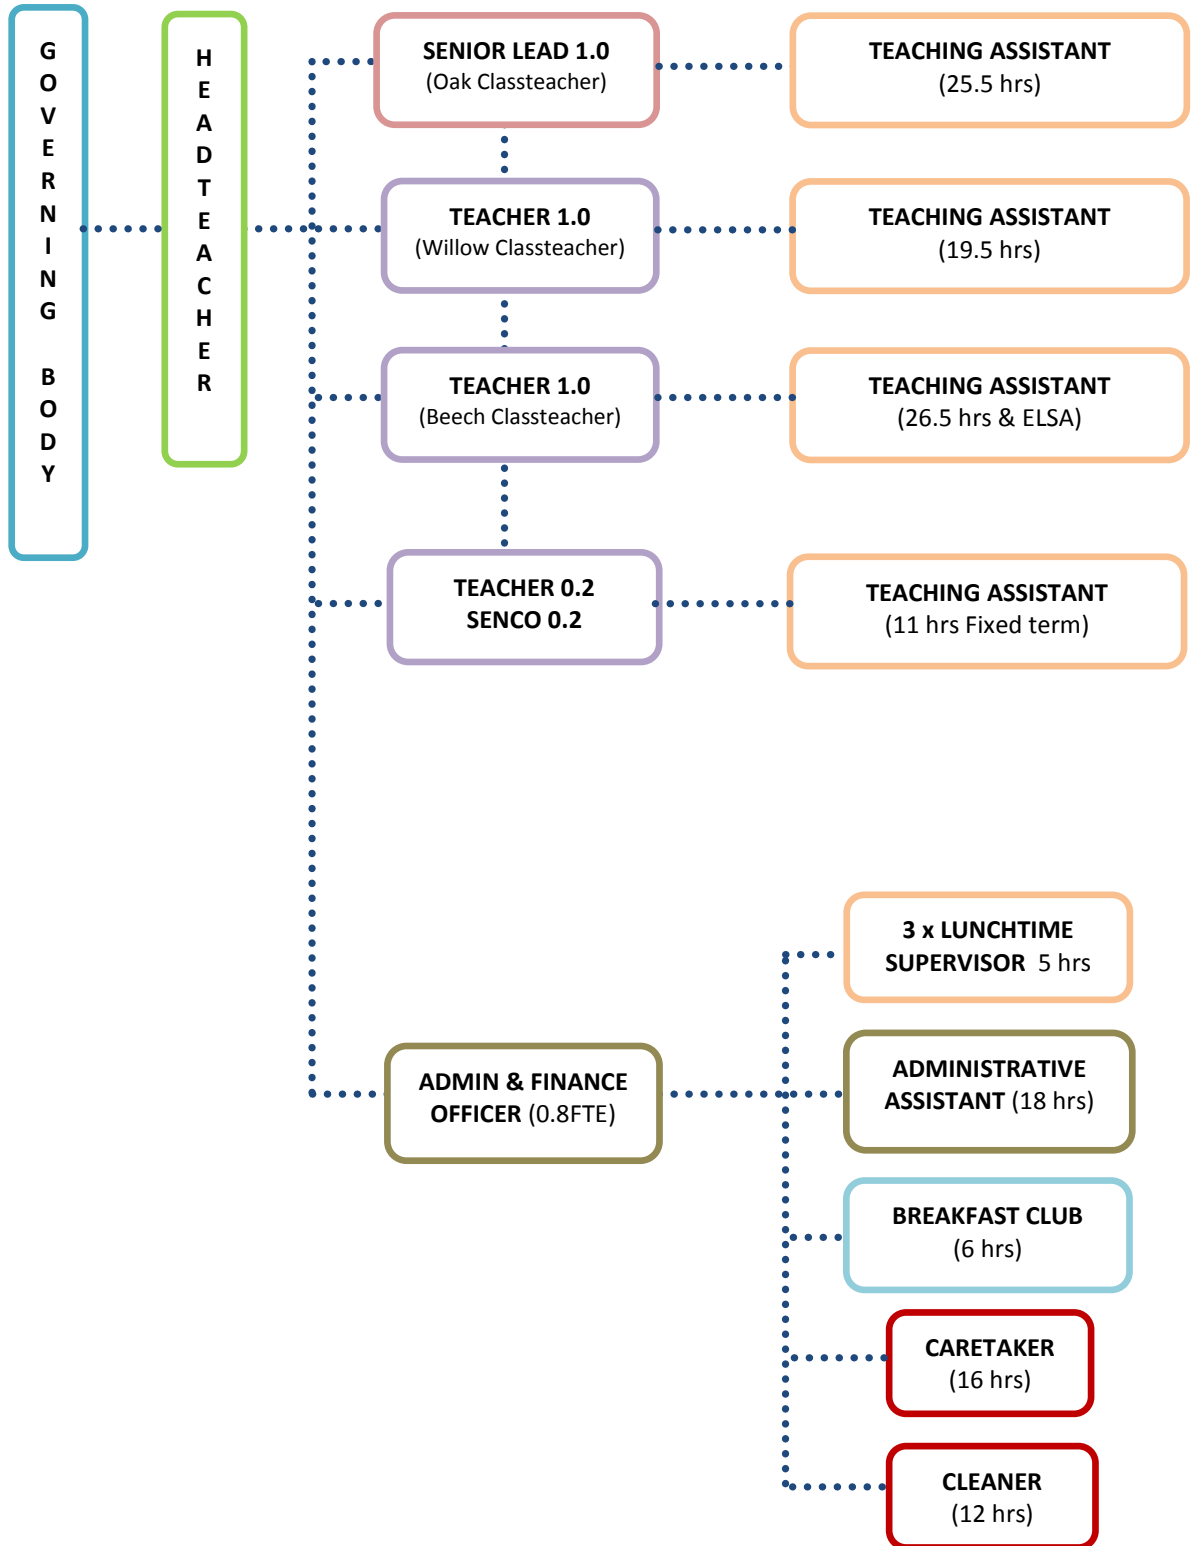 GOVERNING BODY
HEADTEACHER
SENIOR LEAD 1.0
(Oak Classteacher)
TEACHING ASSISTANT
(25.5 hrs)
TEACHER 1.0
(Willow Classteacher)
TEACHING ASSISTANT
(19.5 hrs)
TEACHER 1.0
(Beech Classteacher)
TEACHING ASSISTANT
(26.5 hrs & ELSA)
TEACHER 0.2
SENCO 0.2
TEACHING ASSISTANT
(11 hrs Fixed term)
3 x LUNCHTIME
SUPERVISOR 5 hrs
ADMIN & FINANCE
OFFICER (0.8FTE)
ADMINISTRATIVE
ASSISTANT (18 hrs)
BREAKFAST CLUB
(6 hrs)
CARETAKER
(16 hrs)
CLEANER
(12 hrs)